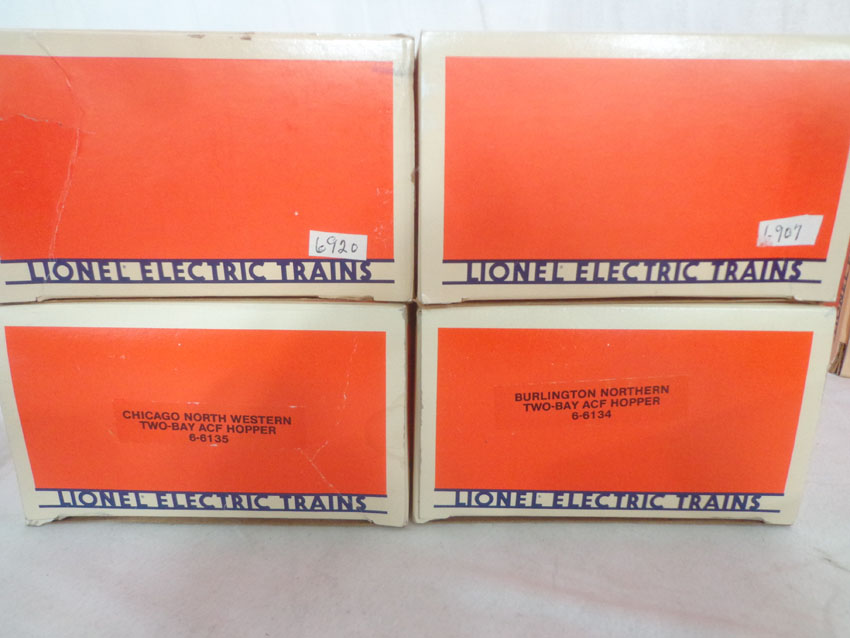 6920
LIONEL ELECTRIC TRAINS
1-907
LIONEL ELECTRIC TRAINS
CHICAGO NORTH WESTERN
TWO-BAY ACF HOPPER
6-6135
LIONEL ELECTRIC TRAINS
BURLINGTON NORTHERN
TWO-BAY ACF HOPPER
6-6134
LIONEL ELECTRIC TRAINS